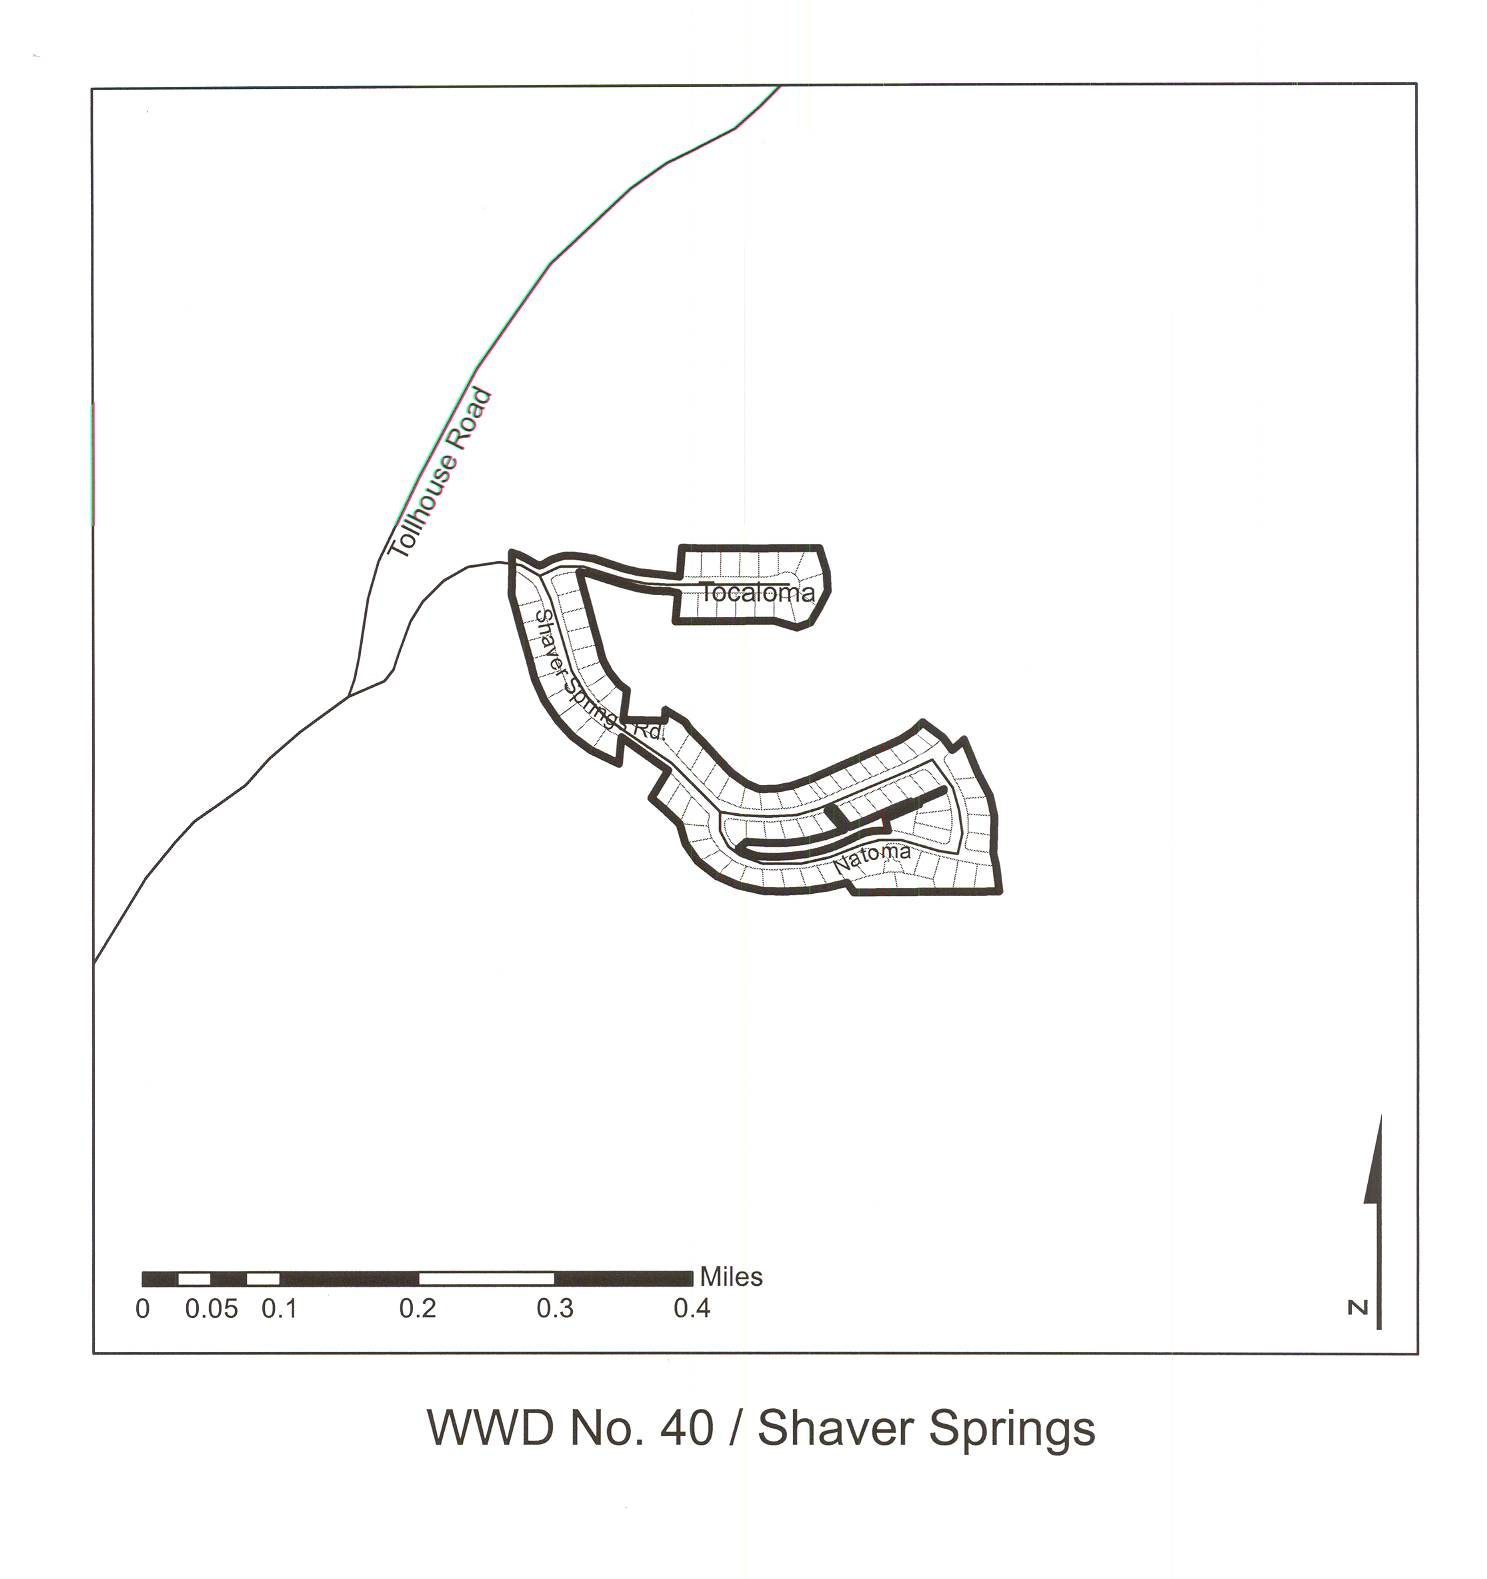 Tollhouse Road
Tocaloma
Shaver Springs Rd.
Natoma
Miles
0 0.05 0.1 0.2 0.3 0.4
N
WWD No. 40 / Shaver Springs